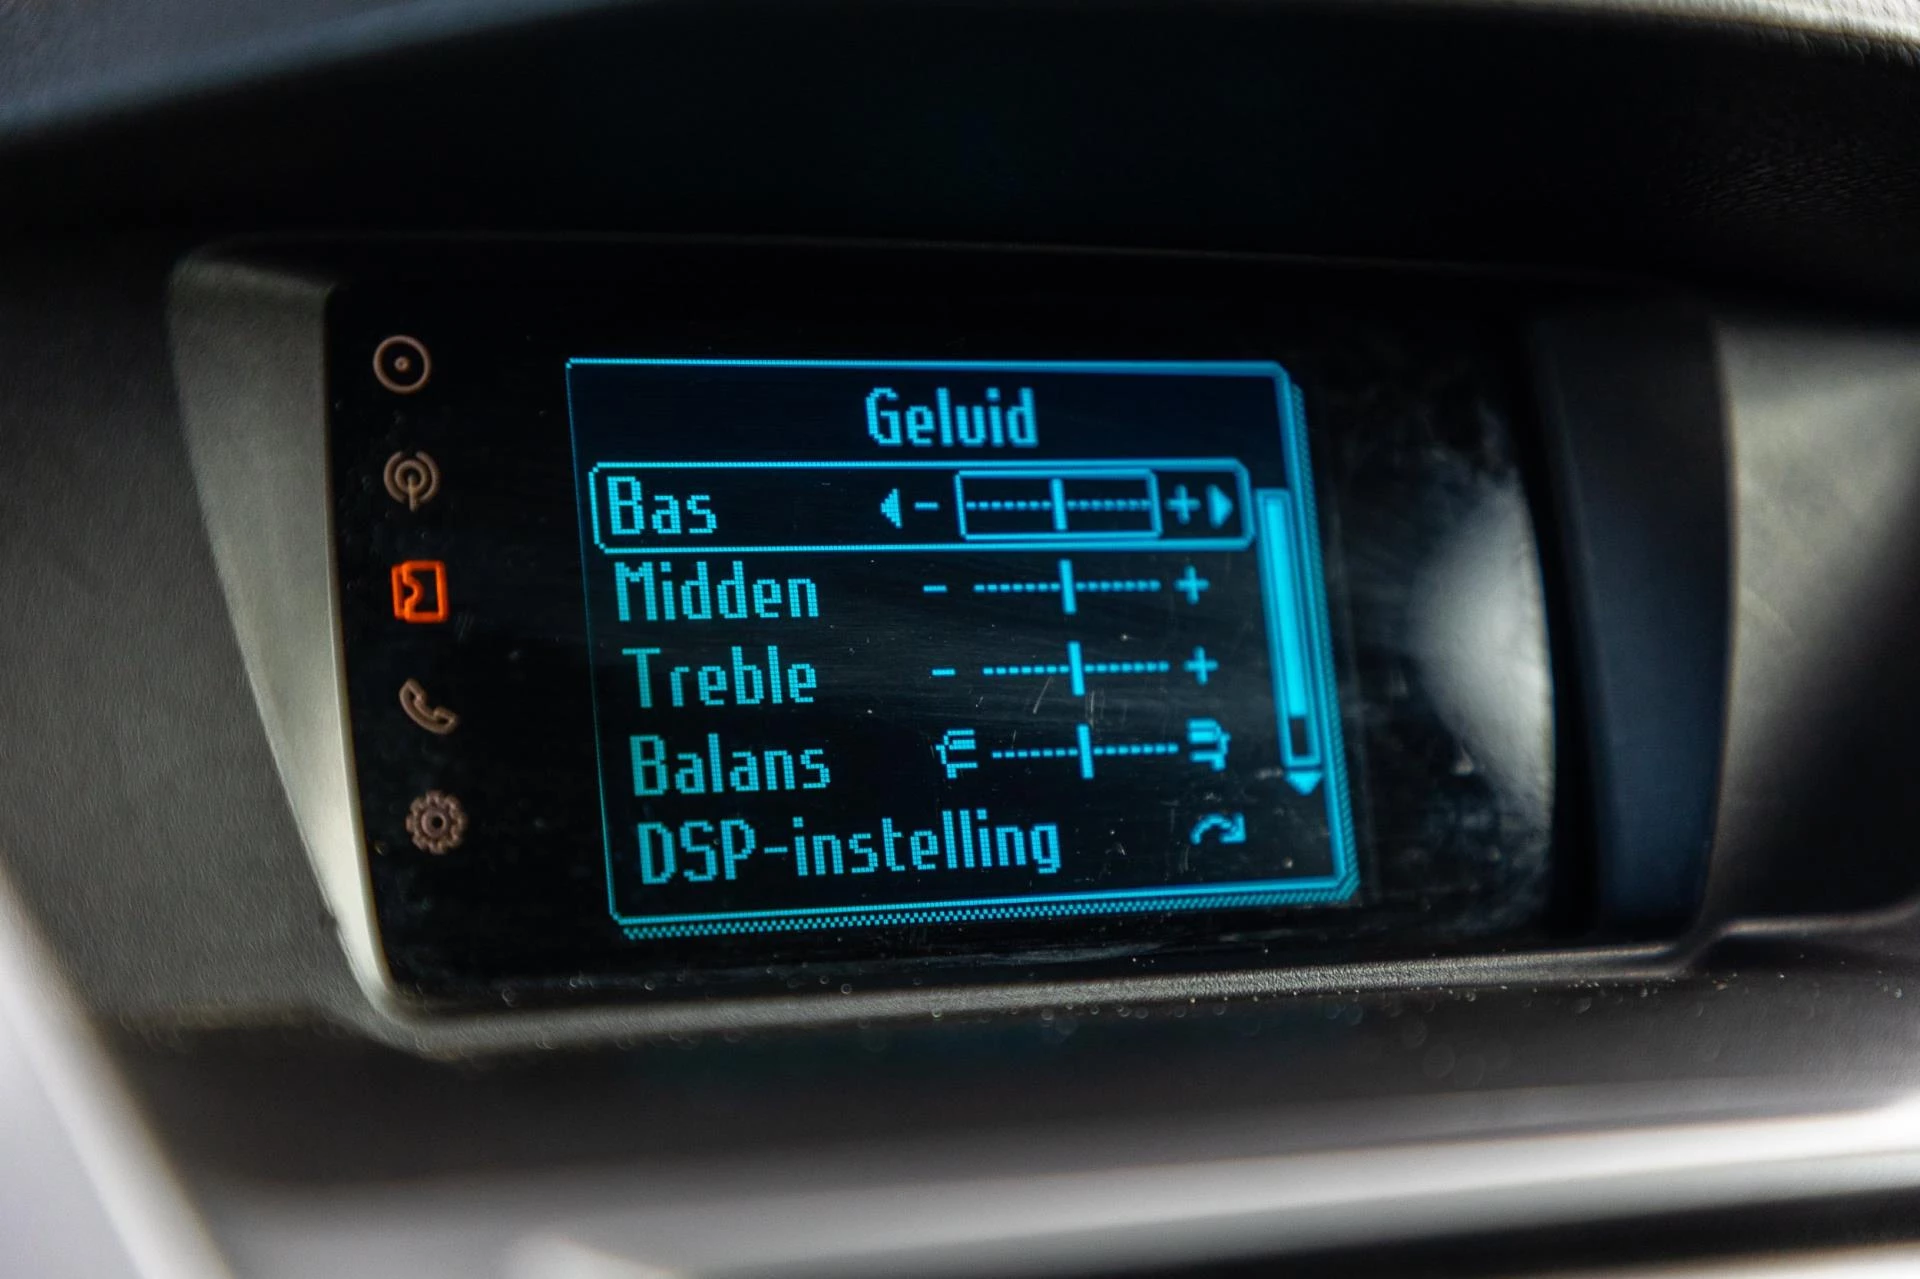 Geluid
Bas - +
Midden - +
Treble - +
Balans
DSP-instelling